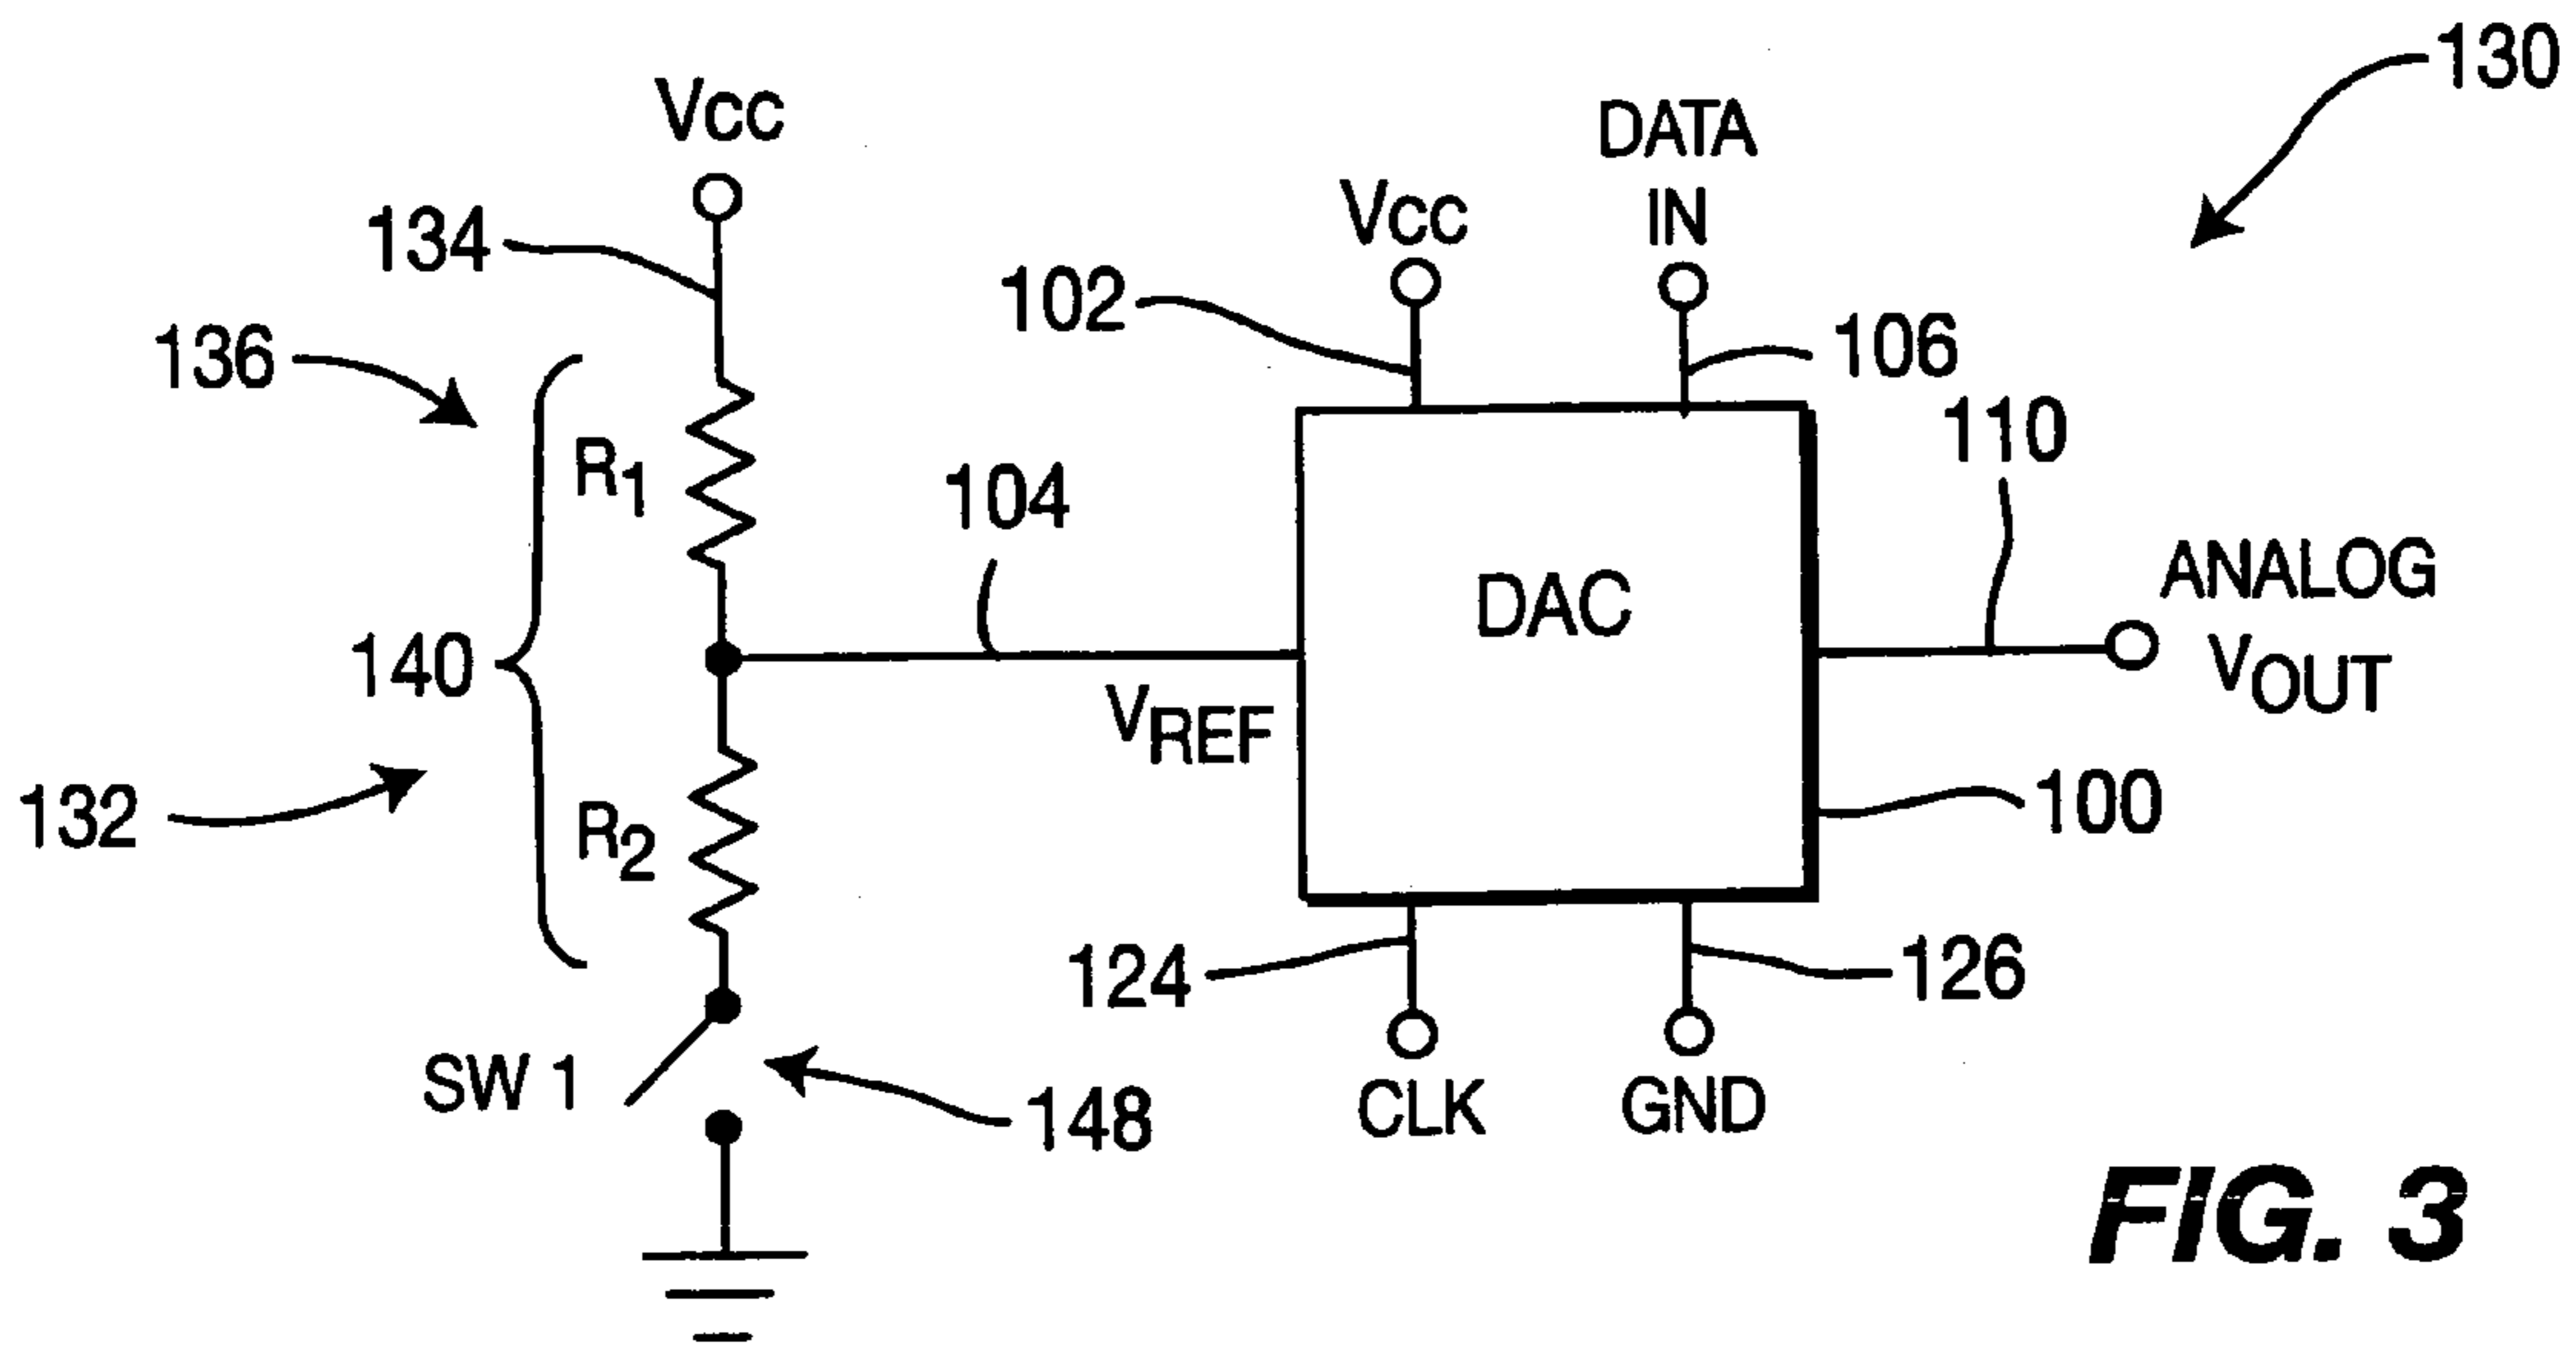 130
VCC
DATA
IN
VCC
134
102
136
106
110
R1
104
ANALOG
VOUT
DAC
140
VREF
132
R2
100
124
126
SW 1
148
CLK
GND
FIG. 3